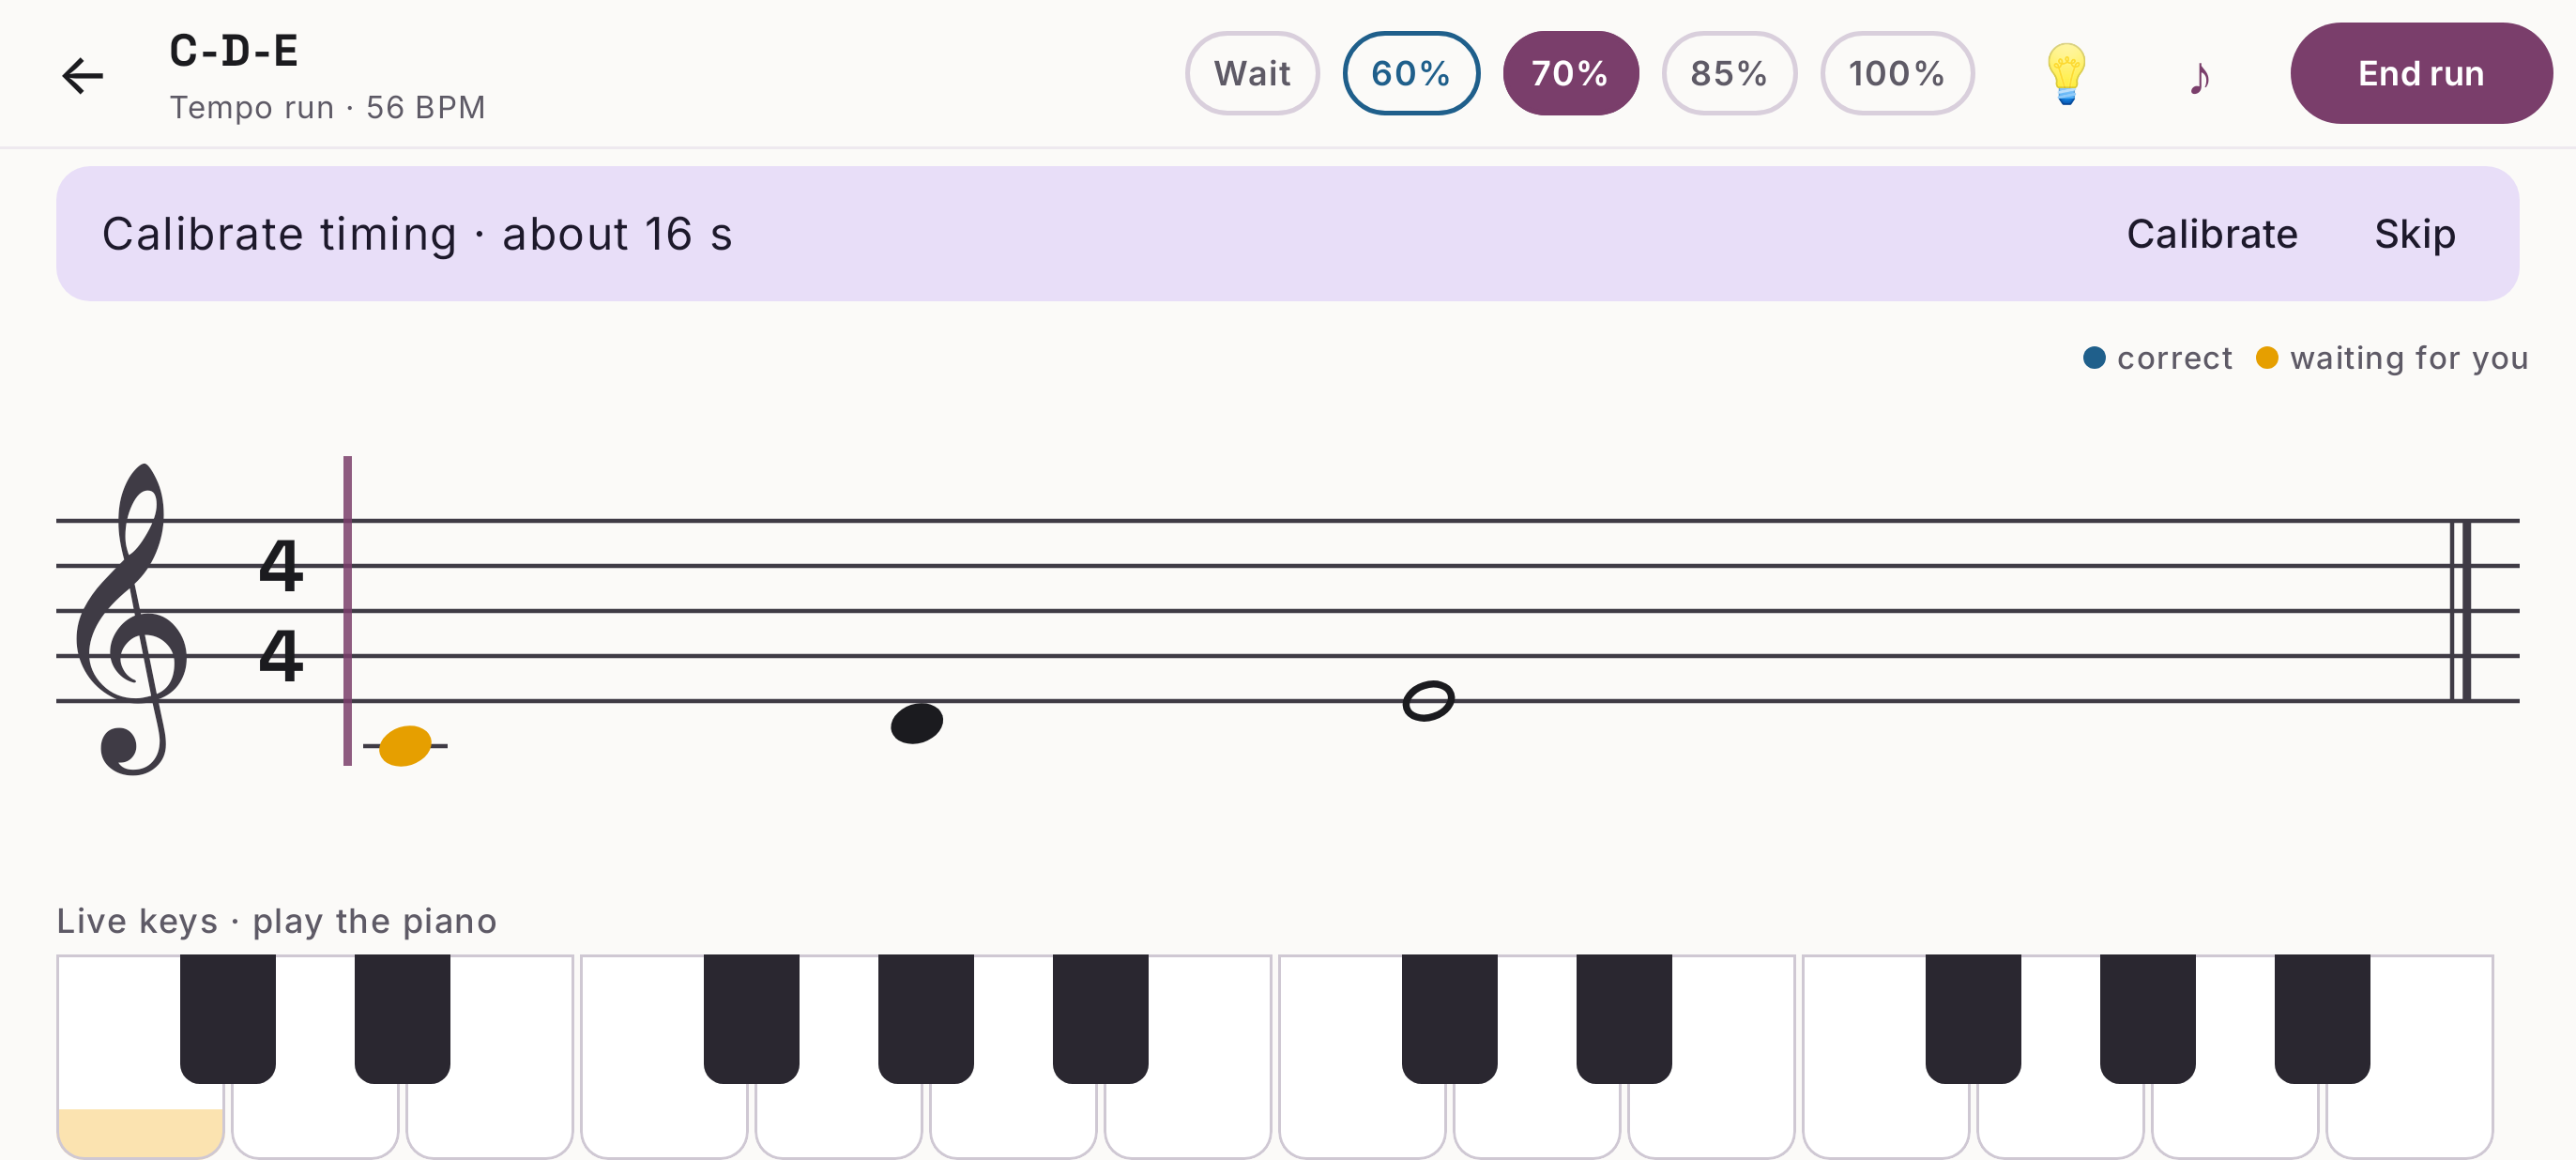 C-D-E
Tempo run · 56 BPM
Wait 60% 70% 85% 100% End run
Calibrate timing · about 16 s Calibrate Skip
correct waiting for you
4
4
Live keys · play the piano